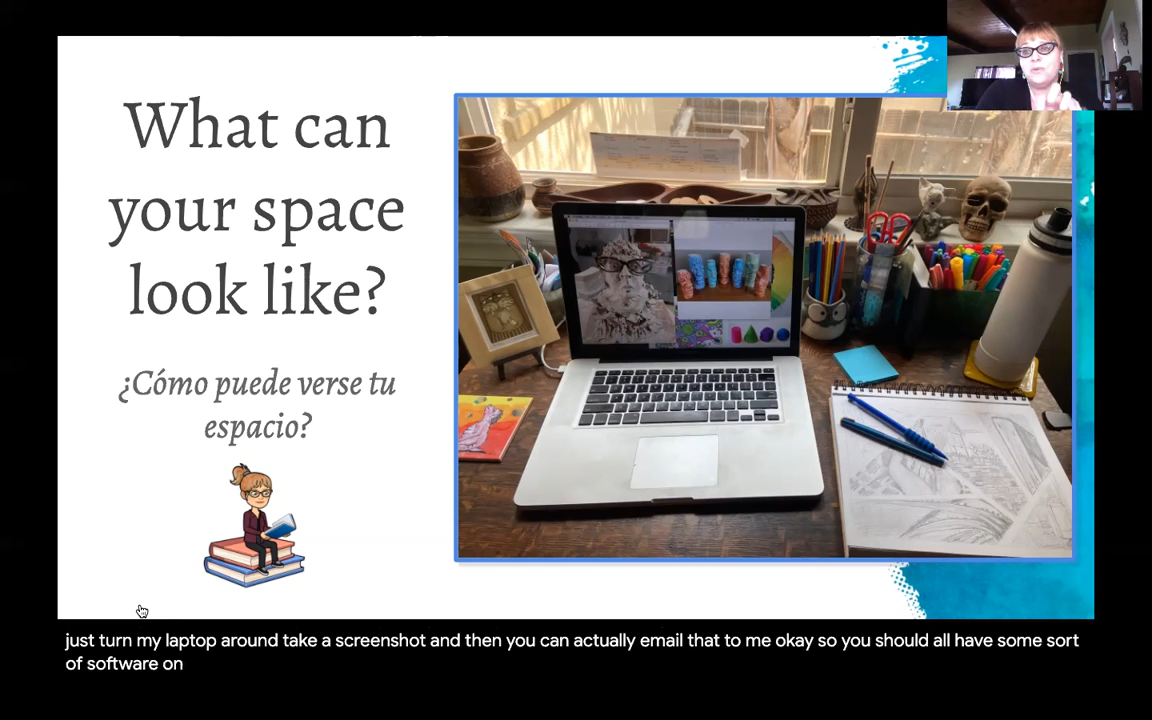 What can
your space
look like?
¿Cómo puede verse tu
espacio?
just turn my laptop around take a screenshot and then you can actually email that to me okay so you should all have some sort
of software on